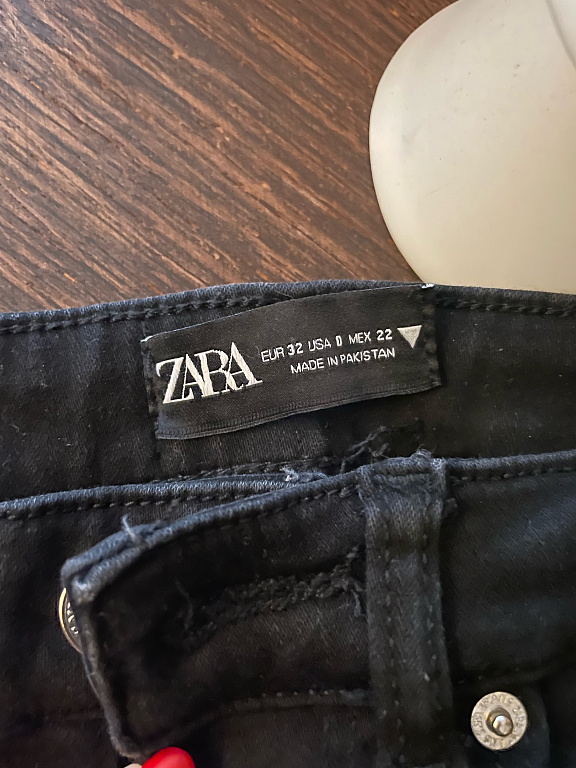 ZARA
EUR 32 USA 0 MEX 22
MADE IN PAKISTAN